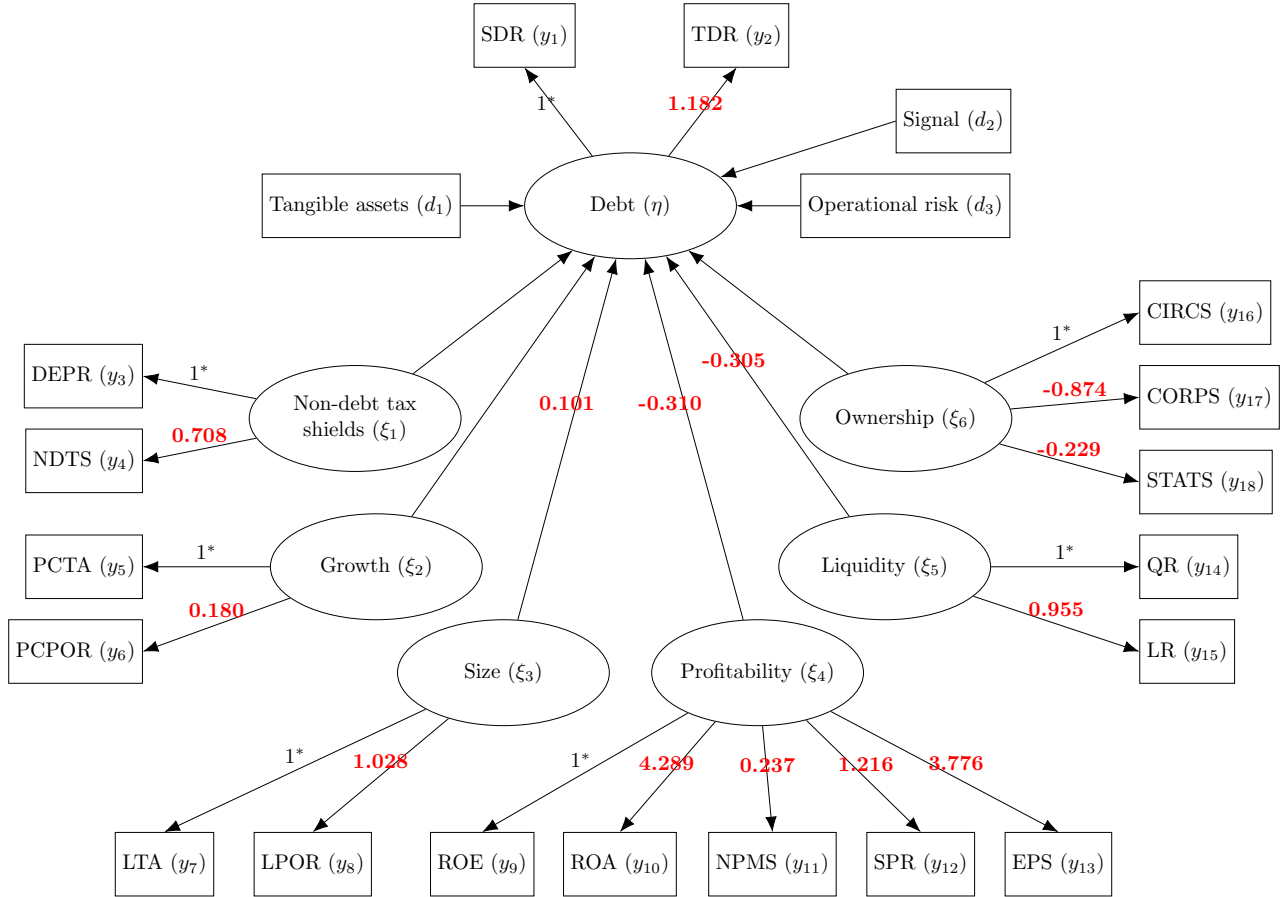 SDR (y₁)
TDR (y₂)
1*
1.182
Signal (d₂)
Tangible assets (d₁)
Debt (η)
Operational risk (d₃)
CIRCS (y₁₆)
1*
DEPR (y₃)
1*
-0.305
Non-debt tax
shields (ξ₁)
0.101
-0.310
Ownership (ξ₆)
-0.874
CORPS (y₁₇)
0.708
NDTS (y₄)
-0.229
STATS (y₁₈)
PCTA (y₅)
1*
Growth (ξ₂)
Liquidity (ξ₅)
1*
QR (y₁₄)
0.180
0.955
PCPOR (y₆)
LR (y₁₅)
Size (ξ₃)
Profitability (ξ₄)
1*
1.028
1*
4.289
0.237
1.216
3.776
LTA (y₇)
LPOR (y₈)
ROE (y₉)
ROA (y₁₀)
NPMS (y₁₁)
SPR (y₁₂)
EPS (y₁₃)